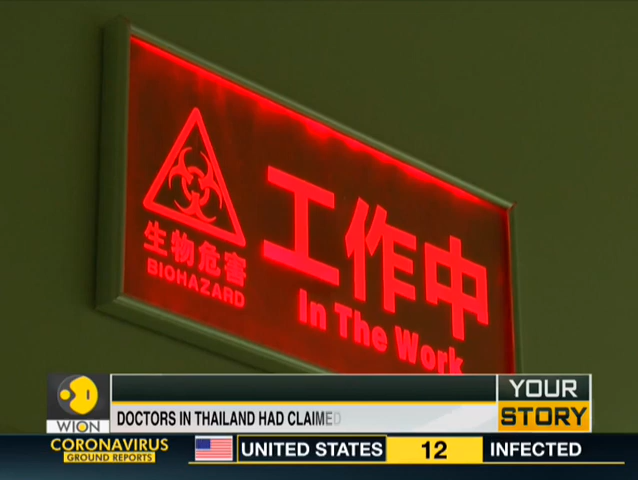 生物危害
BIOHAZARD
工作中
In The Work
WION
DOCTORS IN THAILAND HAD CLAIMED
YOUR
STORY
CORONAVIRUS
GROUND REPORTS
UNITED STATES 12 INFECTED